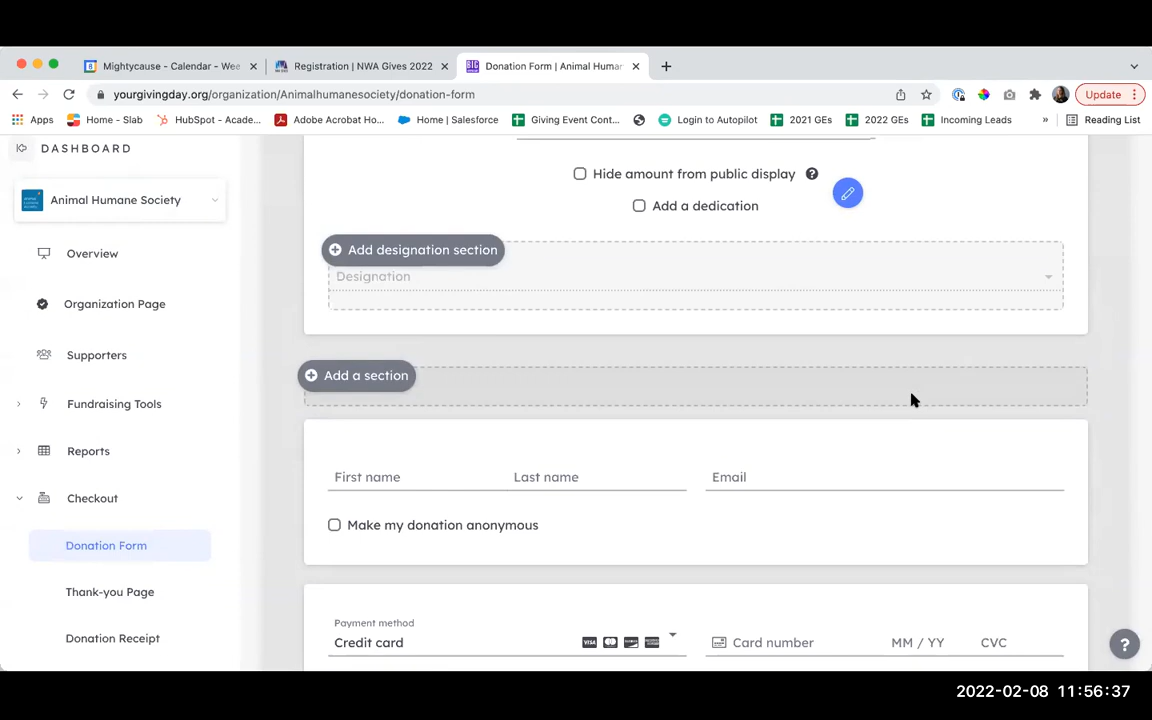 Mightycause - Calendar - Wee
Registration | NWA Gives 2022
Donation Form | Animal Humar
yourgivingday.org/organization/Animalhumanesociety/donation-form
Update
Apps
Home - Slab
HubSpot - Acade...
Adobe Acrobat Ho...
Home | Salesforce
Giving Event Cont...
Login to Autopilot
2021 GEs
2022 GEs
Incoming Leads
»
Reading List
DASHBOARD
Animal Humane Society
Overview
Organization Page
Supporters
Fundraising Tools
Reports
Checkout
Donation Form
Thank-you Page
Donation Receipt
Hide amount from public display
Add a dedication
Add designation section
Designation
Add a section
First name
Last name
Email
Make my donation anonymous
Payment method
Credit card
VISA
Card number
MM / YY
CVC
2022-02-08 11:56:37